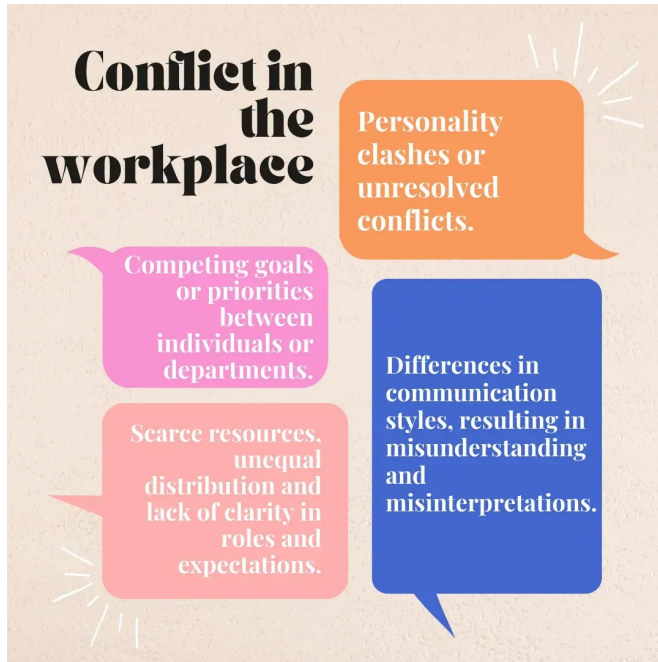 Conflict in
the
workplace
Personality
clashes or
unresolved
conflicts.
Competing goals
or priorities
between
individuals or
departments.
Differences in
communication
styles, resulting in
misunderstanding
and
misinterpretations.
Scarce resources,
unequal
distribution and
lack of clarity in
roles and
expectations.